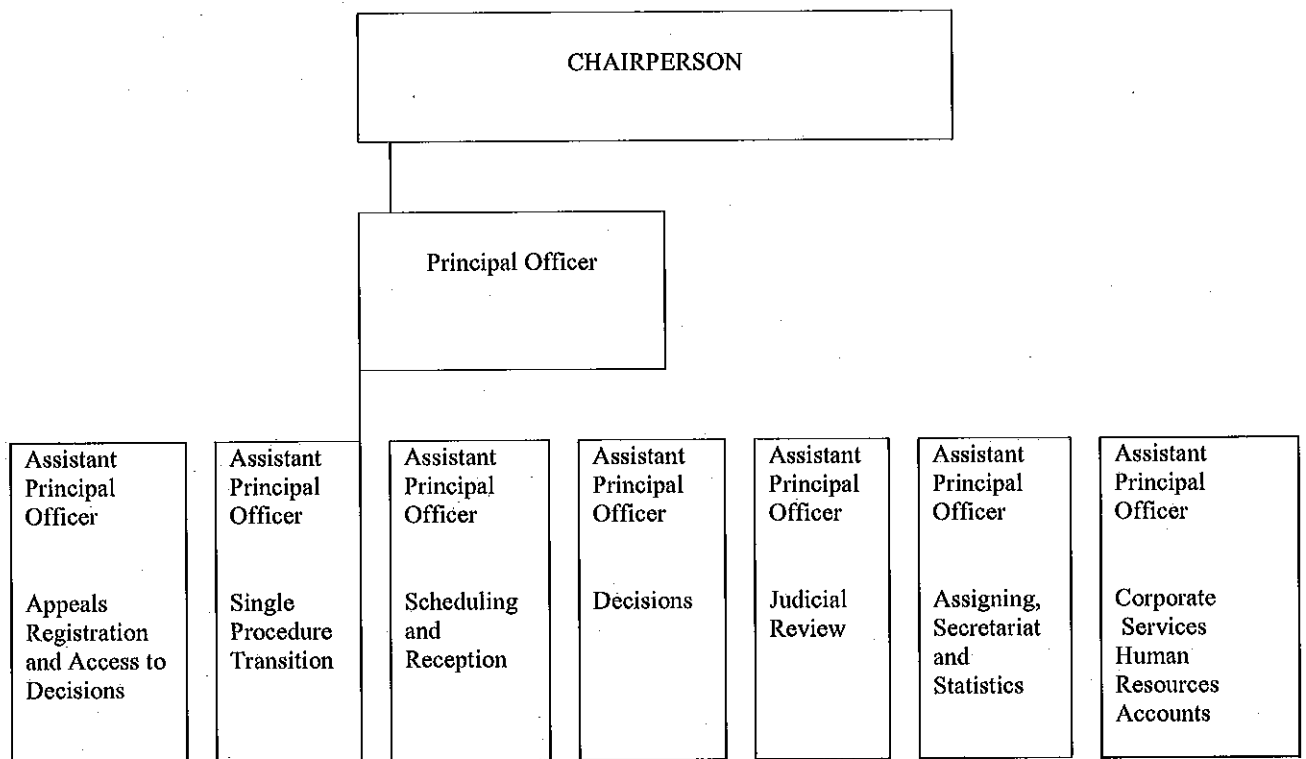 CHAIRPERSON
Principal Officer
Assistant
Principal
Officer
Appeals
Registration
and Access to
Decisions
Assistant
Principal
Officer
Single
Procedure
Transition
Assistant
Principal
Officer
Scheduling
and
Reception
Assistant
Principal
Officer
Decisions
Assistant
Principal
Officer
Judicial
Review
Assistant
Principal
Officer
Assigning,
Secretariat
and
Statistics
Assistant
Principal
Officer
Corporate
Services
Human
Resources
Accounts